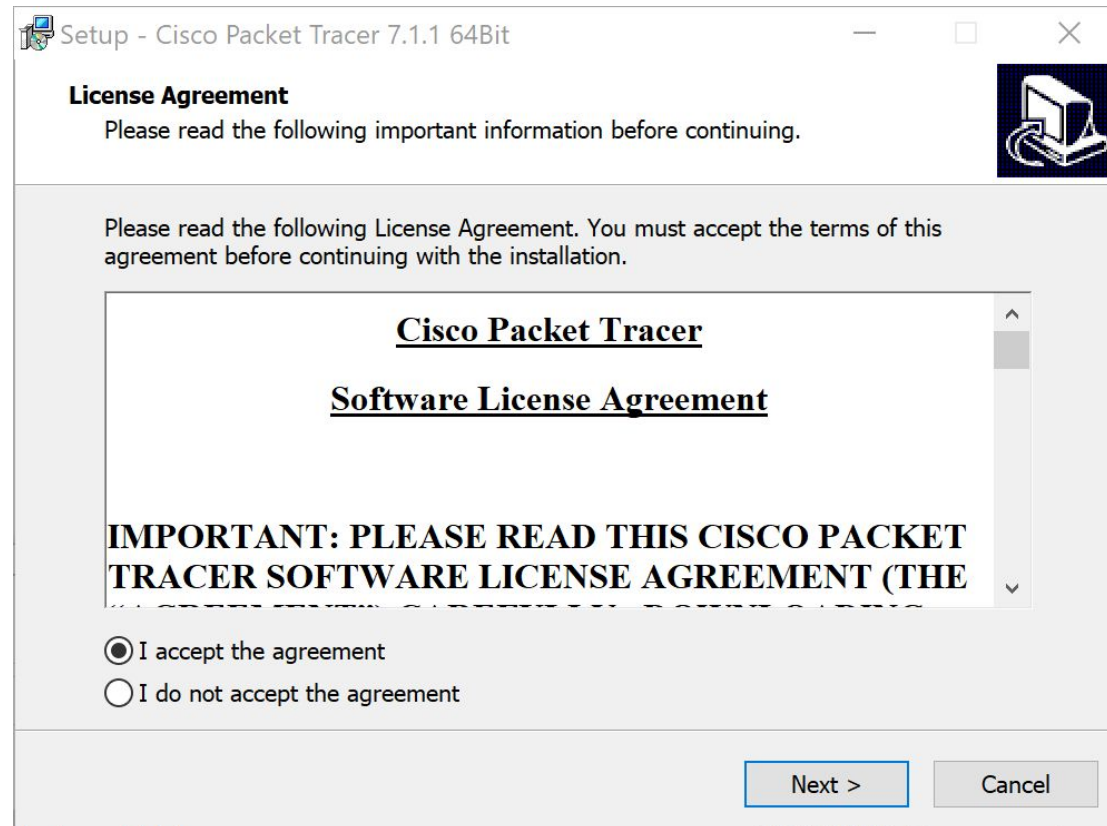 Setup - Cisco Packet Tracer 7.1.1 64Bit
License Agreement
Please read the following important information before continuing.
Please read the following License Agreement. You must accept the terms of this
agreement before continuing with the installation.
Cisco Packet Tracer
Software License Agreement
IMPORTANT: PLEASE READ THIS CISCO PACKET
TRACER SOFTWARE LICENSE AGREEMENT (THE
“AGREEMENT”) CAREFULLY. DOWNLOADING
I accept the agreement
I do not accept the agreement
Next >
Cancel